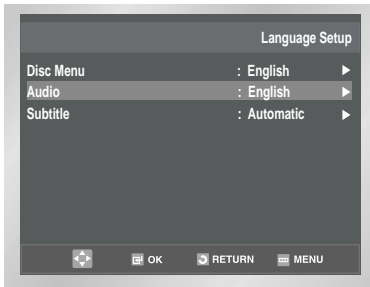 Language Setup
Disc Menu : English ▶
Audio : English ▶
Subtitle : Automatic ▶
OK RETURN MENU